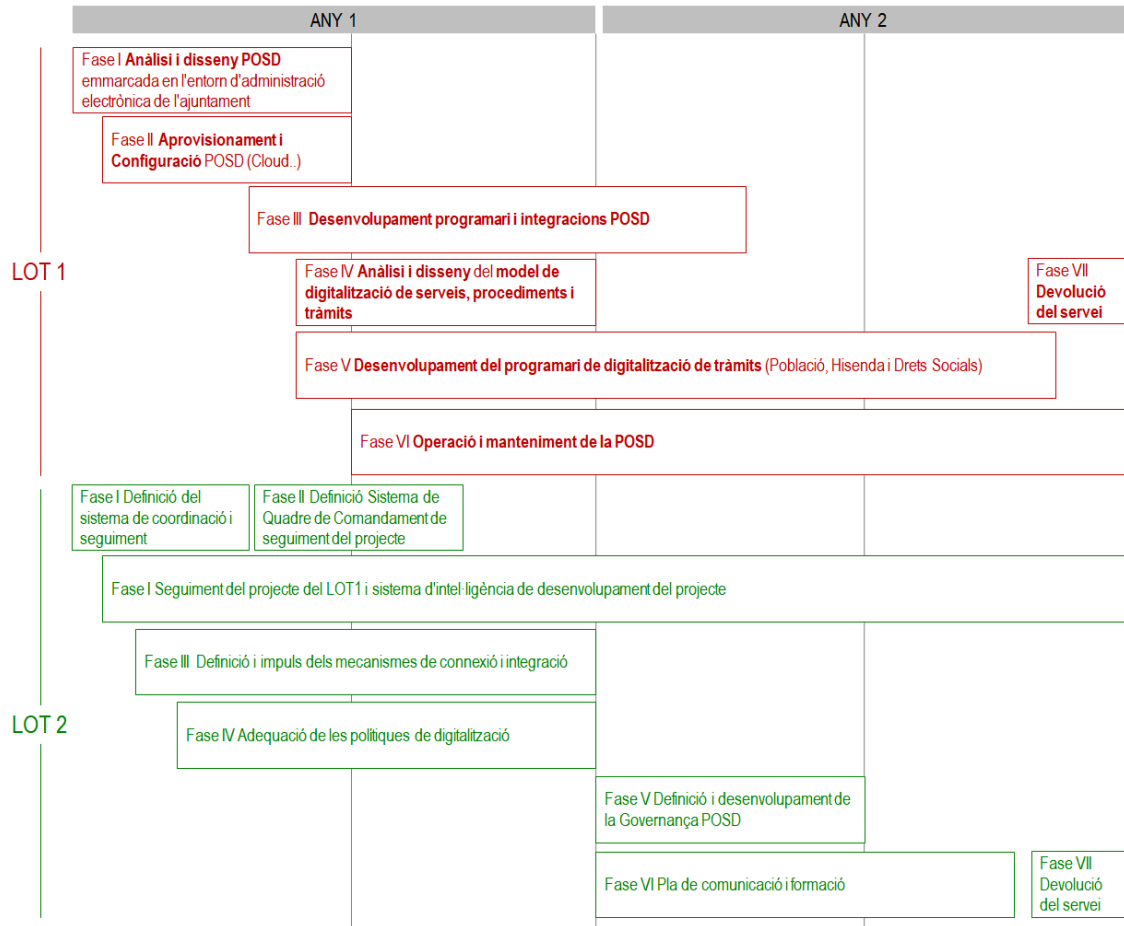 ANY 1
ANY 2
LOT 1
Fase I Anàlisi i disseny POSD
emmarcada en l'entorn d'administració
electrònica de l'ajuntament
Fase II Aprovisionament i
Configuració POSD (Cloud..)
Fase III Desenvolupament programari i integracions POSD
Fase IV Anàlisi i disseny del model de
digitalització de serveis, procediments i
tràmits
Fase VII
Devolució
del servei
Fase V Desenvolupament del programari de digitalització de tràmits (Població, Hisenda i Drets Socials)
Fase VI Operació i manteniment de la POSD
LOT 2
Fase I Definició del
sistema de coordinació i
seguiment
Fase II Definició Sistema de
Quadre de Comandament de
seguiment del projecte
Fase I Seguiment del projecte del LOT1 i sistema d'intel·ligència de desenvolupament del projecte
Fase III Definició i impuls dels mecanismes de connexió i integració
Fase IV Adequació de les polítiques de digitalització
Fase V Definició i desenvolupament de
la Governança POSD
Fase VI Pla de comunicació i formació
Fase VII
Devolució
del servei